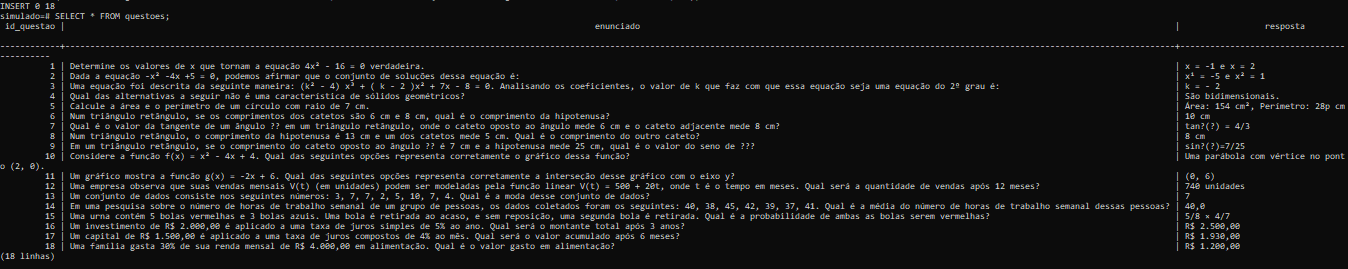 INSERT 0 18
simulado=# SELECT * FROM questoes;
id_questao | enunciado | resposta
1 | Determine os valores de x que tornam a equação 4x² - 16 = 0 verdadeira. | x = -1 e x = 2
2 | Dada a equação -x² -4x +5 = 0, podemos afirmar que o conjunto de soluções dessa equação é: | x¹ = -5 e x² = 1
3 | Uma equação foi descrita da seguinte maneira: (k² - 4) x³ + ( k - 2 )x² + 7x - 8 = 0. Analisando os coeficientes, o valor de k que faz com que essa equação seja uma equação do 2º grau é: | k = - 2
4 | Qual das alternativas a seguir não é uma característica de sólidos geométricos? | São bidimensionais.
5 | Calcule a área e o perímetro de um círculo com raio de 7 cm. | Área: 154 cm², Perímetro: 28p cm
6 | Num triângulo retângulo, se os comprimentos dos catetos são 6 cm e 8 cm, qual é o comprimento da hipotenusa? | 10 cm
7 | Qual é o valor da tangente de um ângulo ?? em um triângulo retângulo, onde o cateto oposto ao ângulo mede 6 cm e o cateto adjacente mede 8 cm? | tan?(?) = 4/3
8 | Num triângulo retângulo, o comprimento da hipotenusa é 13 cm e um dos catetos mede 5 cm. Qual é o comprimento do outro cateto? | 8 cm
9 | Em um triângulo retângulo, se o comprimento do cateto oposto ao ângulo ?? é 7 cm e a hipotenusa mede 25 cm, qual é o valor do seno de ??? | sin?(?)=7/25
10 | Considere a função f(x) = x² - 4x + 4. Qual das seguintes opções representa corretamente o gráfico dessa função? | Uma parábola com vértice no pont
o (2, 0).
11 | Um gráfico mostra a função g(x) = -2x + 6. Qual das seguintes opções representa corretamente a interseção desse gráfico com o eixo y? | (0, 6)
12 | Uma empresa observa que suas vendas mensais V(t) (em unidades) podem ser modeladas pela função linear V(t) = 500 + 20t, onde t é o tempo em meses. Qual será a quantidade de vendas após 12 meses? | 740 unidades
13 | Um conjunto de dados consiste nos seguintes números: 3, 7, 7, 2, 5, 10, 7, 4. Qual é a moda desse conjunto de dados? | 7
14 | Em uma pesquisa sobre o número de horas de trabalho semanal de um grupo de pessoas, os dados coletados foram os seguintes: 40, 38, 45, 42, 39, 37, 41. Qual é a média do número de horas de trabalho semanal dessas pessoas? | 40,0
15 | Uma urna contém 5 bolas vermelhas e 3 bolas azuis. Uma bola é retirada ao acaso, e sem reposição, uma segunda bola é retirada. Qual é a probabilidade de ambas as bolas serem vermelhas? | 5/8 × 4/7
16 | Um investimento de R$ 2.000,00 é aplicado a uma taxa de juros simples de 5% ao ano. Qual será o montante total após 3 anos? | R$ 2.500,00
17 | Um capital de R$ 1.500,00 é aplicado a uma taxa de juros compostos de 4% ao mês. Qual será o valor acumulado após 6 meses? | R$ 1.930,00
18 | Uma família gasta 30% de sua renda mensal de R$ 4.000,00 em alimentação. Qual é o valor gasto em alimentação? | R$ 1.200,00
(18 linhas)